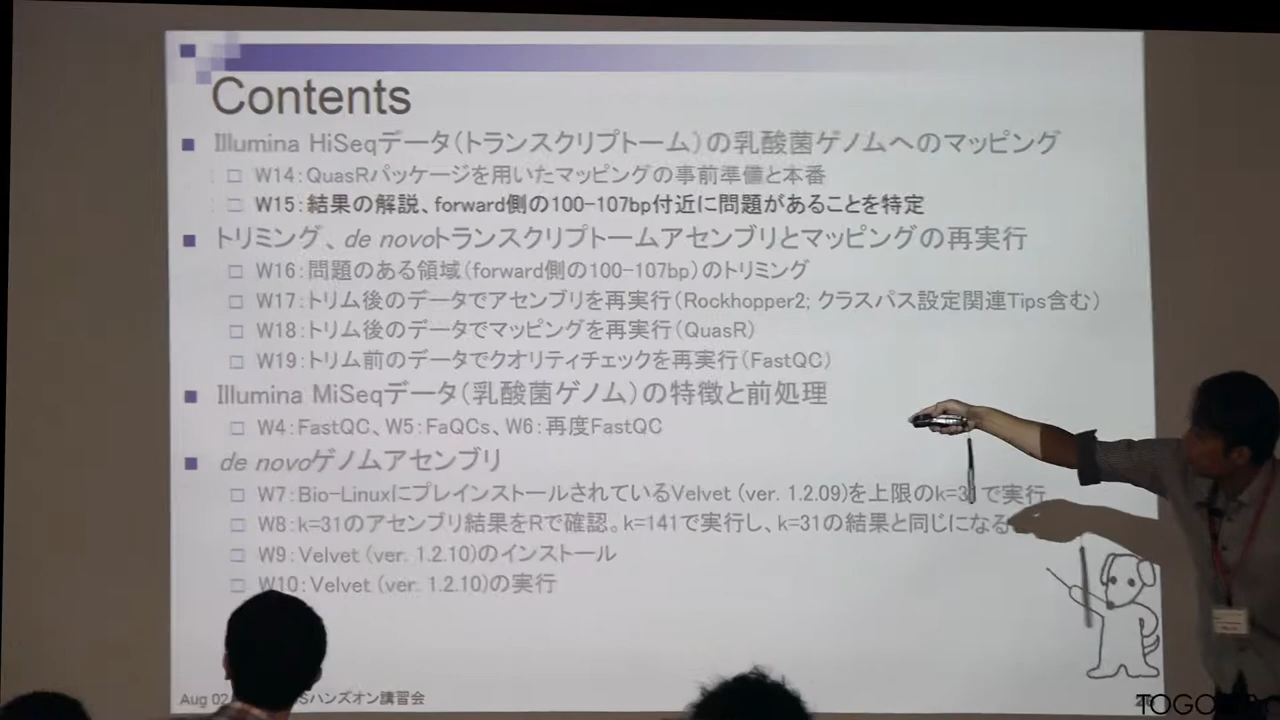 Contents
Illumina HiSeqデータ(トランスクリプトーム)の乳酸菌ゲノムへのマッピング
W14:QuasRパッケージを用いたマッピングの事前準備と本番
W15:結果の解説、forward側の100-107bp付近に問題があることを特定
トリミング、de novoトランスクリプトームアセンブリとマッピングの再実行
W16:問題のある領域(forward側の100-107bp)のトリミング
W17:トリム後のデータでアセンブリを再実行(Rockhopper2; クラスパス設定関連Tips含む)
W18:トリム後のデータでマッピングを再実行(QuasR)
W19:トリム前のデータでクオリティチェックを再実行(FastQC)
Illumina MiSeqデータ(乳酸菌ゲノム)の特徴と前処理
W4:FastQC、W5:FaQCs、W6:再度FastQC
de novoゲノムアセンブリ
W7:Bio-LinuxにプレインストールされているVelvet (ver. 1.2.09)を上限のk=31で実行
W8:k=31のアセンブリ結果をRで確認。k=141で実行し、k=31の結果と同じになる
W9:Velvet (ver. 1.2.10)のインストール
W10:Velvet (ver. 1.2.10)の実行
Aug 02 Sハンズオン講習会